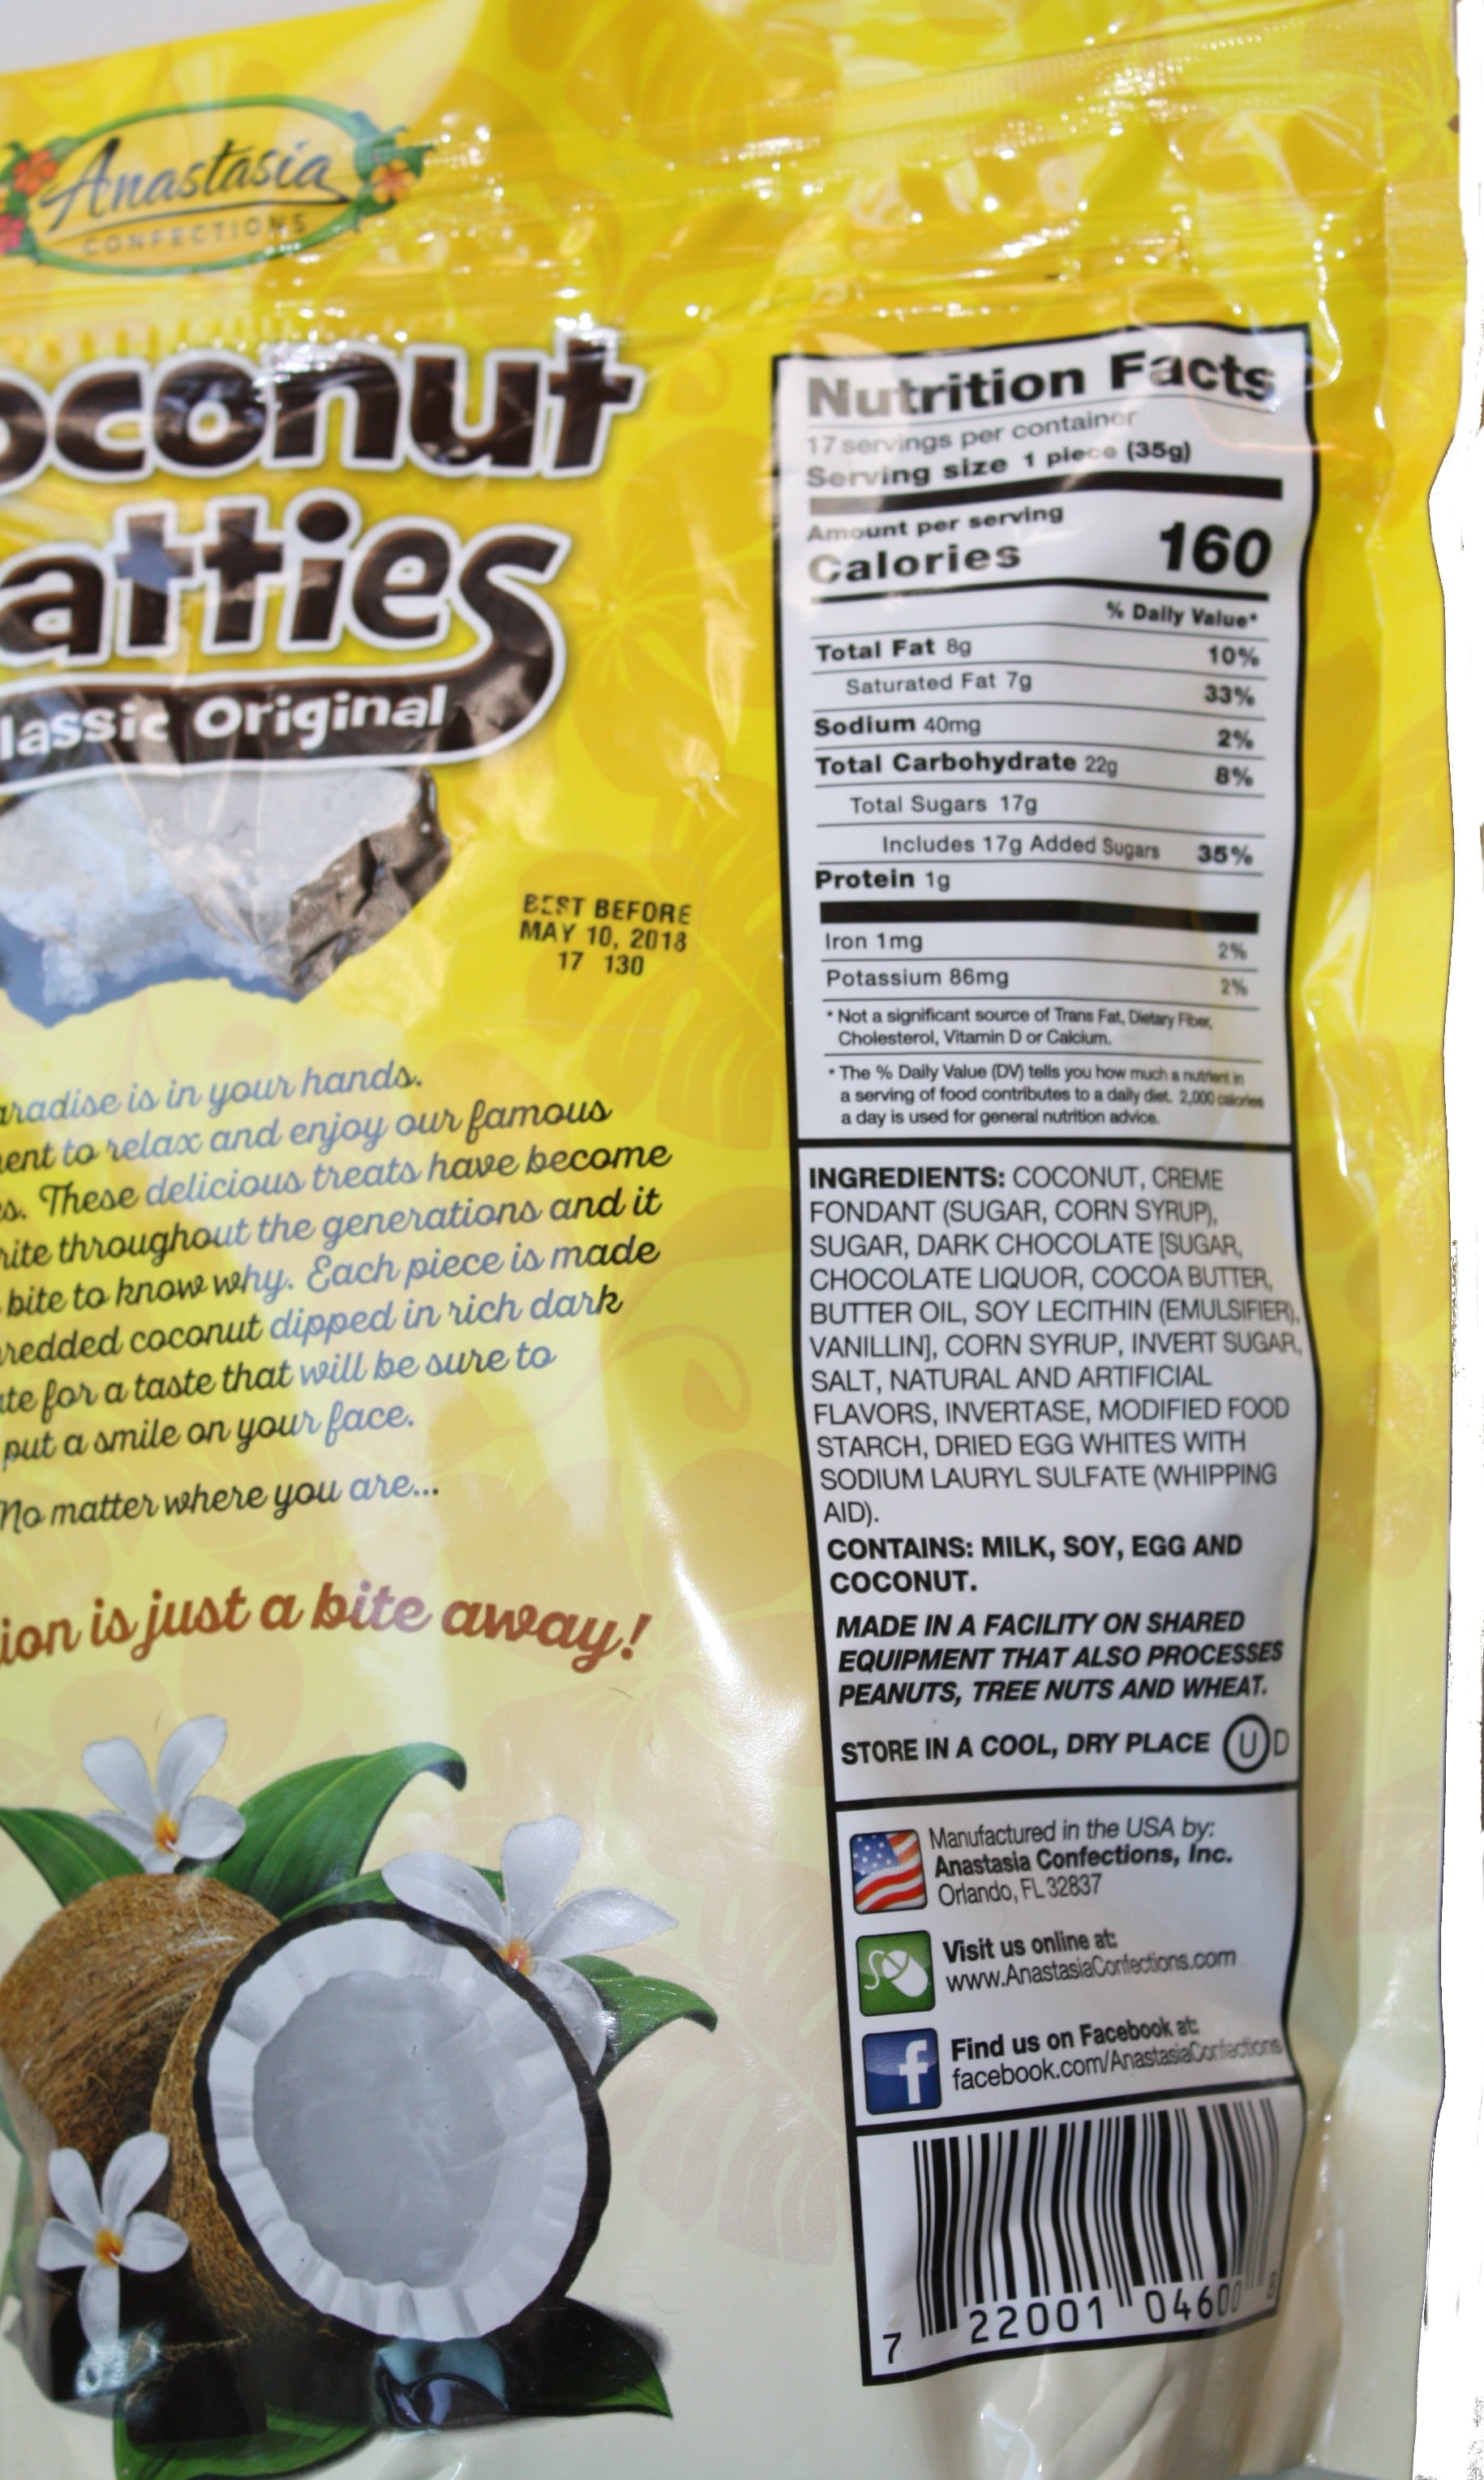 Anastasia
CONFECTIONS
oconut
atties
lassic Original
BEST BEFORE
MAY 10, 2018
17 130
aradise is in your hands.
ent to relax and enjoy our famous
s. These delicious treats have become
rite throughout the generations and it
bite to know why. Each piece is made
redded coconut dipped in rich dark
te for a taste that will be sure to
put a smile on your face.
No matter where you are...
ion is just a bite away!
Nutrition Facts
17 servings per container
Serving size 1 piece (35g)
Amount per serving
Calories 160
% Daily Value*
Total Fat 8g 10%
Saturated Fat 7g 33%
Sodium 40mg 2%
Total Carbohydrate 22g 8%
Total Sugars 17g
Includes 17g Added Sugars 35%
Protein 1g
Iron 1mg 2%
Potassium 86mg 2%
* Not a significant source of Trans Fat, Dietary Fiber,
Cholesterol, Vitamin D or Calcium.
* The % Daily Value (DV) tells you how much a nutrient in
a serving of food contributes to a daily diet. 2,000 calories
a day is used for general nutrition advice.
INGREDIENTS: COCONUT, CREME
FONDANT (SUGAR, CORN SYRUP),
SUGAR, DARK CHOCOLATE [SUGAR,
CHOCOLATE LIQUOR, COCOA BUTTER,
BUTTER OIL, SOY LECITHIN (EMULSIFIER),
VANILLIN], CORN SYRUP, INVERT SUGAR,
SALT, NATURAL AND ARTIFICIAL
FLAVORS, INVERTASE, MODIFIED FOOD
STARCH, DRIED EGG WHITES WITH
SODIUM LAURYL SULFATE (WHIPPING
AID).
CONTAINS: MILK, SOY, EGG AND
COCONUT.
MADE IN A FACILITY ON SHARED
EQUIPMENT THAT ALSO PROCESSES
PEANUTS, TREE NUTS AND WHEAT.
STORE IN A COOL, DRY PLACE U D
Manufactured in the USA by:
Anastasia Confections, Inc.
Orlando, FL 32837
Visit us online at:
www.AnastasiaConfections.com
f
Find us on Facebook at:
facebook.com/AnastasiaConfections
7 22001 04600 8